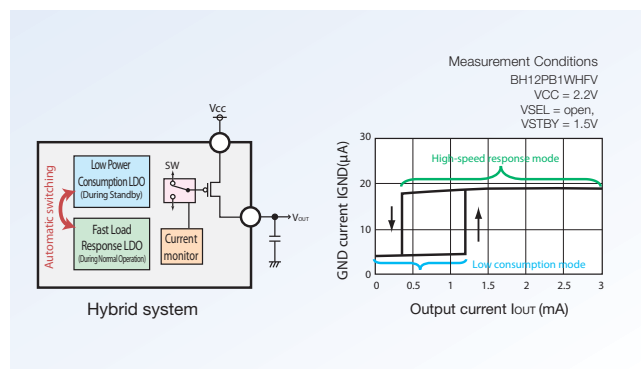 Measurement Conditions
BH12PB1WHFV
VCC = 2.2V
VSEL = open,
VSTBY = 1.5V
Vcc
Automatic switching
Low Power
Consumption LDO
(During Standby)
SW
Fast Load
Response LDO
(During Normal Operation)
Current
monitor
VOUT
Hybrid system
GND current IGND(μA)
30
20
10
0
High-speed response mode
Low consumption mode
0 0.5 1 1.5 2 2.5 3
Output current IOUT (mA)